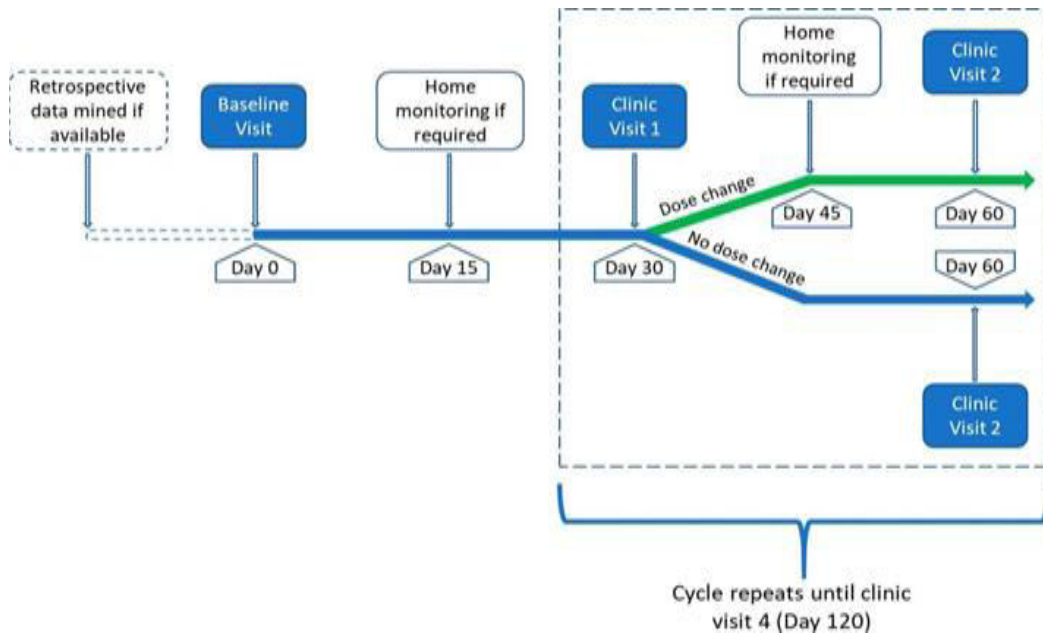 Retrospective
data mined if
available
Baseline
Visit
Home
monitoring if
required
Clinic
Visit 1
Home
monitoring
if required
Clinic
Visit 2
Dose change
No dose change
Day 0
Day 15
Day 30
Day 45
Day 60
Day 60
Clinic
Visit 2
Cycle repeats until clinic
visit 4 (Day 120)